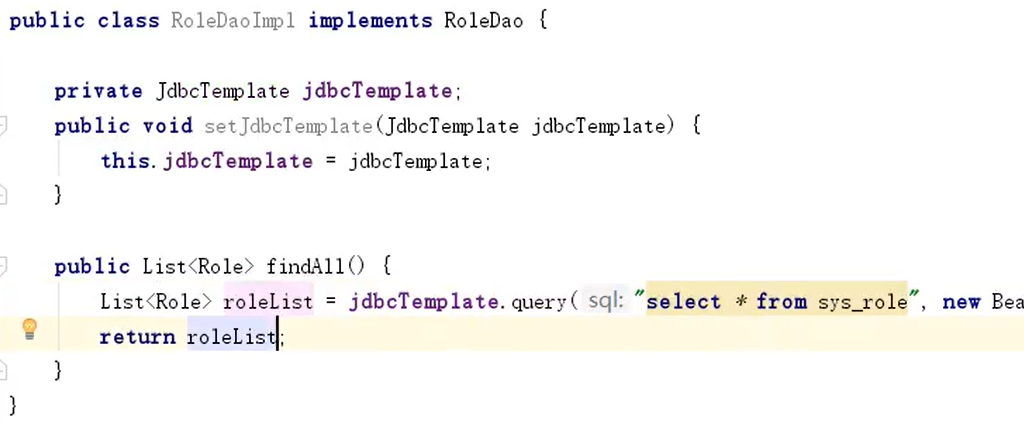 public class RoleDaoImpl implements RoleDao {
private JdbcTemplate jdbcTemplate;
public void setJdbcTemplate(JdbcTemplate jdbcTemplate) {
this.jdbcTemplate = jdbcTemplate;
}
public List<Role> findAll() {
List<Role> roleList = jdbcTemplate.query( sql: "select * from sys_role", new Bea
return roleList;
}
}